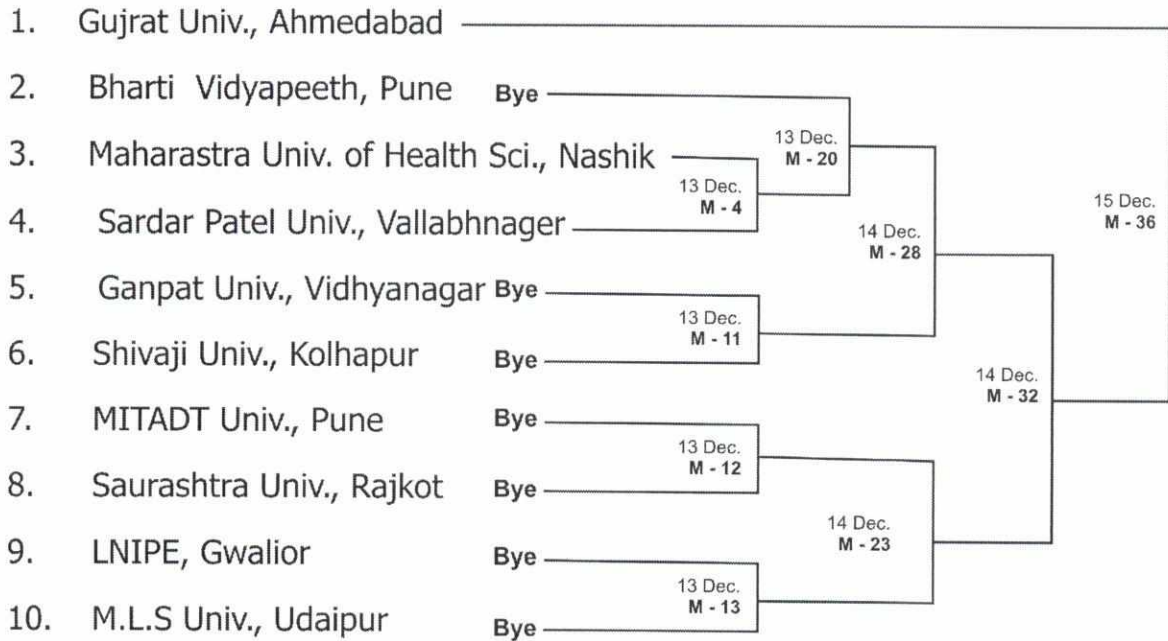 1. Gujrat Univ., Ahmedabad
2. Bharti Vidyapeeth, Pune Bye
13 Dec.
M - 20
3. Maharastra Univ. of Health Sci., Nashik
13 Dec.
M - 4
15 Dec.
M - 36
4. Sardar Patel Univ., Vallabhnager
14 Dec.
M - 28
5. Ganpat Univ., Vidhyanagar Bye
13 Dec.
M - 11
6. Shivaji Univ., Kolhapur Bye
14 Dec.
M - 32
7. MITADT Univ., Pune Bye
13 Dec.
M - 12
8. Saurashtra Univ., Rajkot Bye
14 Dec.
M - 23
9. LNIPE, Gwalior Bye
13 Dec.
M - 13
10. M.L.S Univ., Udaipur Bye